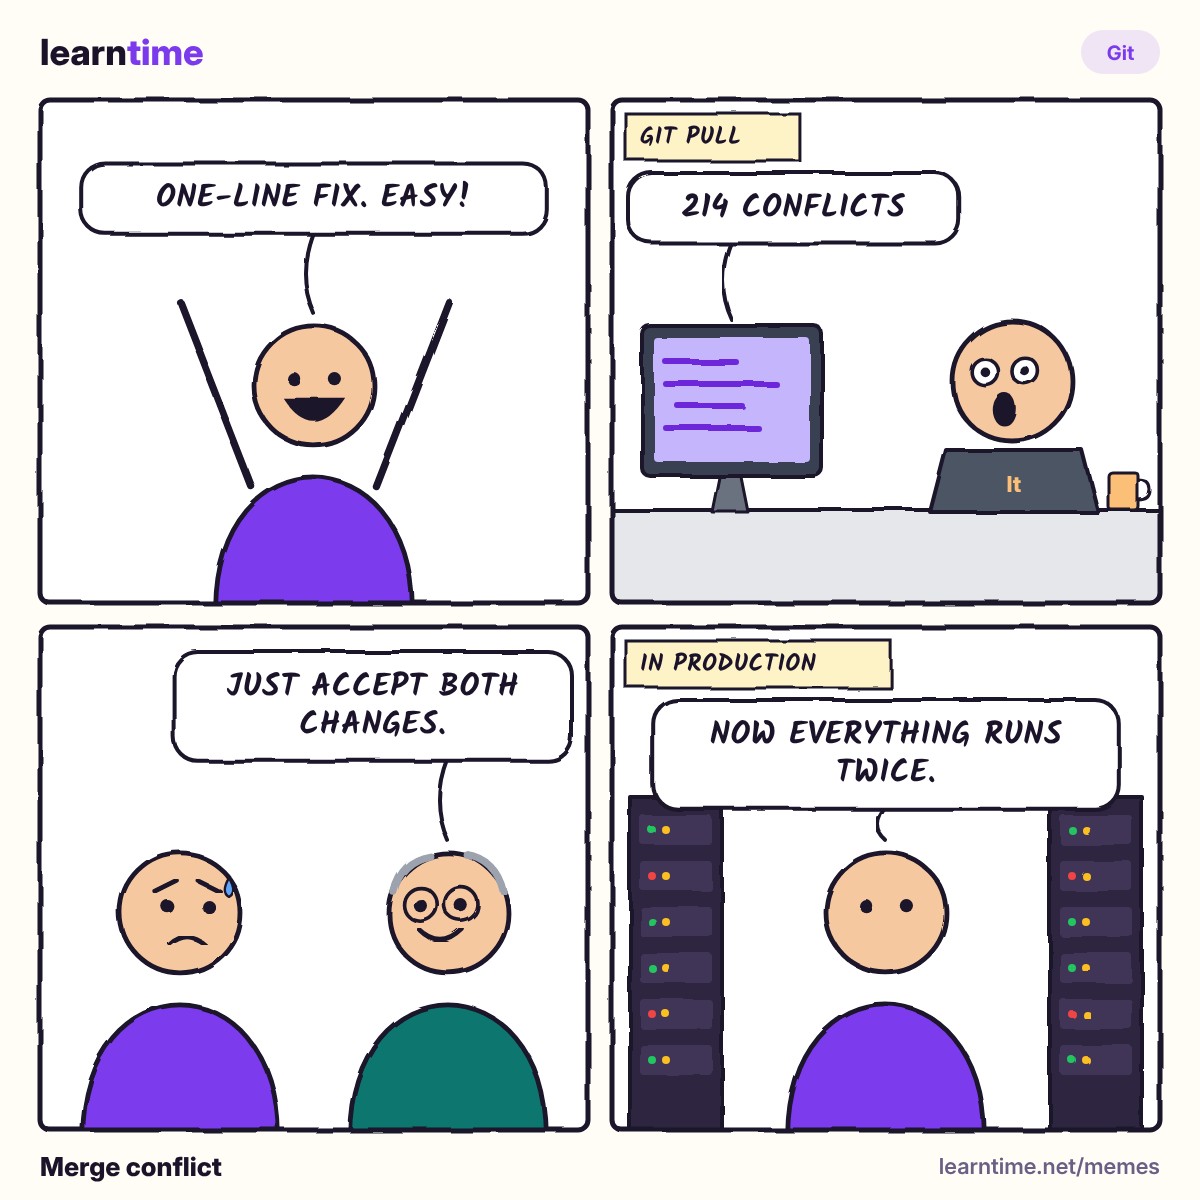 learntime
Git
ONE-LINE FIX. EASY!
GIT PULL
214 CONFLICTS
lt
JUST ACCEPT BOTH
CHANGES.
IN PRODUCTION
NOW EVERYTHING RUNS
TWICE.
Merge conflict
learntime.net/memes